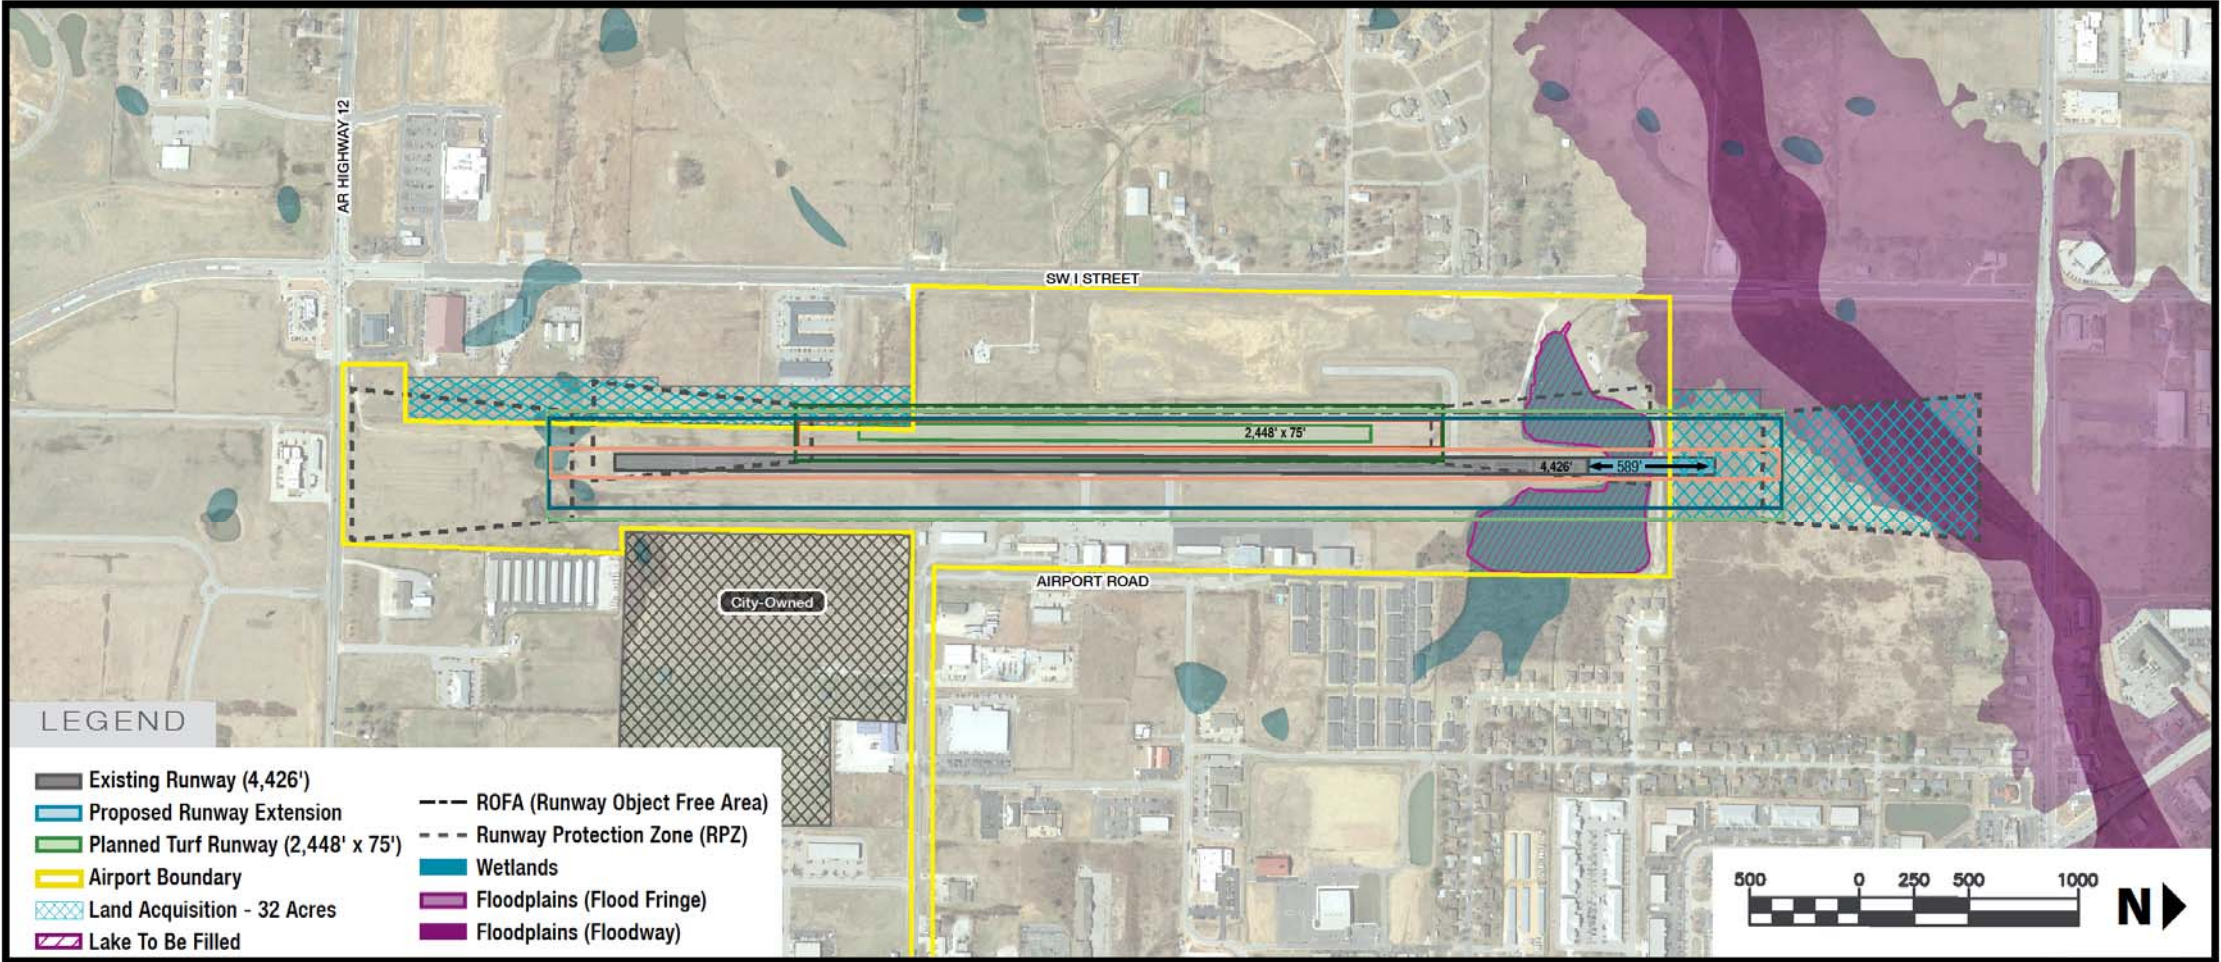 AR HIGHWAY 12
SW I STREET
2,448' x 75'
4,426'
589'
AIRPORT ROAD
City-Owned
LEGEND
Existing Runway (4,426')
Proposed Runway Extension
Planned Turf Runway (2,448' x 75')
Airport Boundary
Land Acquisition - 32 Acres
Lake To Be Filled
ROFA (Runway Object Free Area)
Runway Protection Zone (RPZ)
Wetlands
Floodplains (Flood Fringe)
Floodplains (Floodway)
500 0 250 500 1000
N